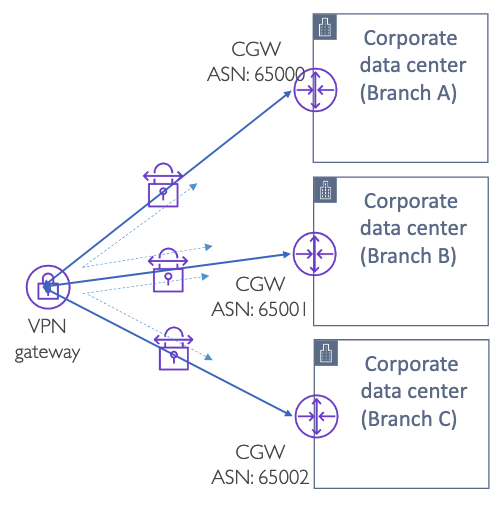 CGW
ASN: 65000
Corporate
data center
(Branch A)
Corporate
data center
(Branch B)
CGW
ASN: 65001
VPN
gateway
Corporate
data center
(Branch C)
CGW
ASN: 65002